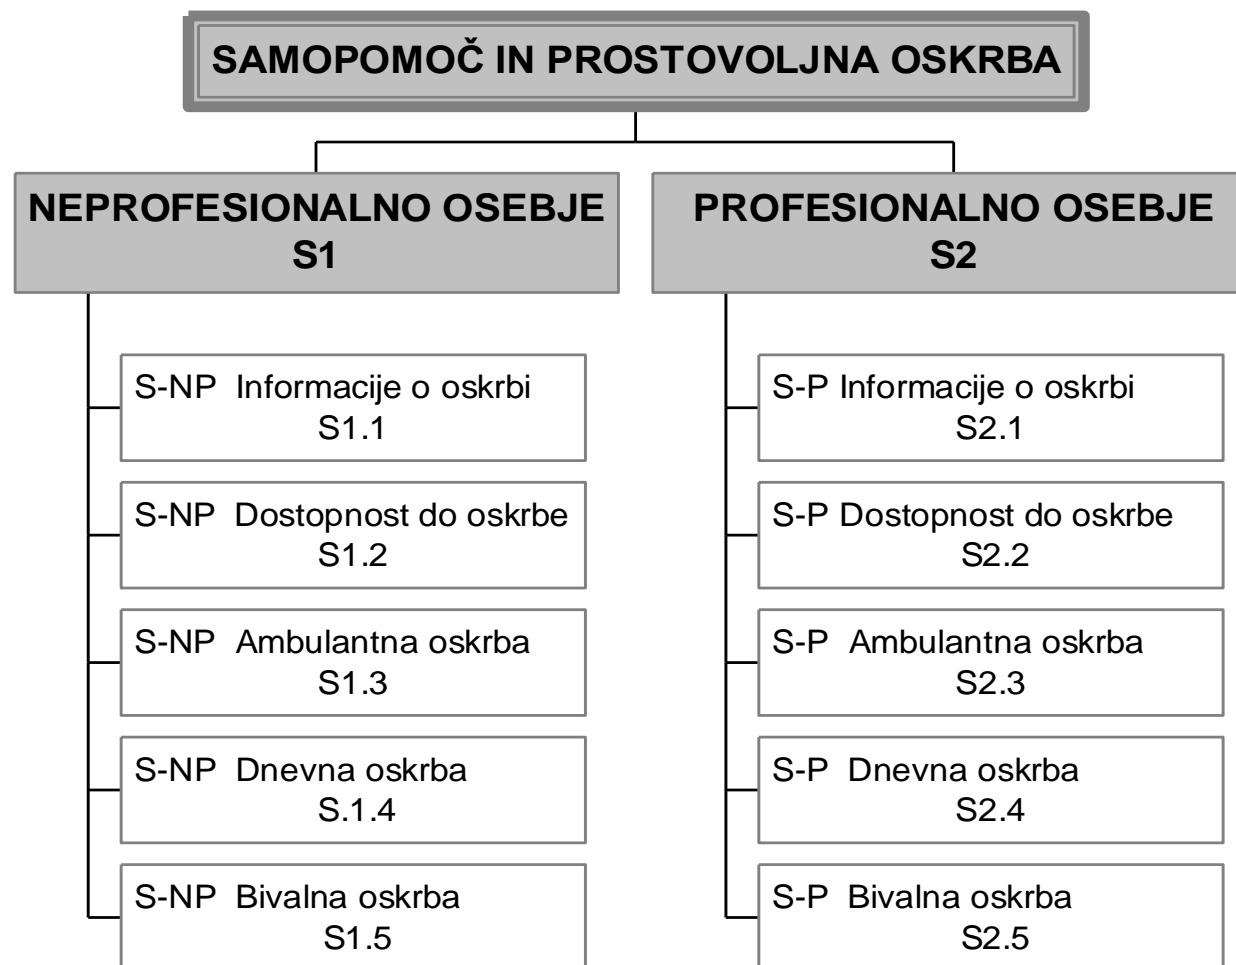 SAMOPOMOČ IN PROSTOVOLJNA OSKRBA
NEPROFESIONALNO OSEBJE
S1
S-NP Informacije o oskrbi
S1.1
S-NP Dostopnost do oskrbe
S1.2
S-NP Ambulantna oskrba
S1.3
S-NP Dnevna oskrba
S.1.4
S-NP Bivalna oskrba
S1.5
PROFESIONALNO OSEBJE
S2
S-P Informacije o oskrbi
S2.1
S-P Dostopnost do oskrbe
S2.2
S-P Ambulantna oskrba
S2.3
S-P Dnevna oskrba
S2.4
S-P Bivalna oskrba
S2.5